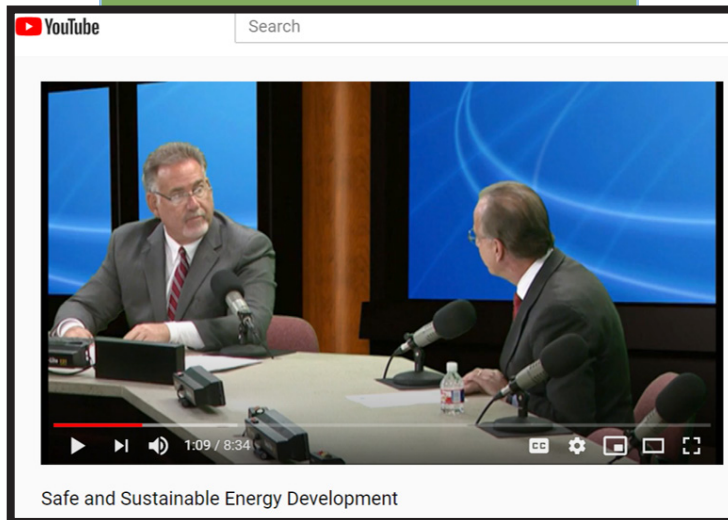 YouTube
Search
1:09 / 8:34
CC
Safe and Sustainable Energy Development